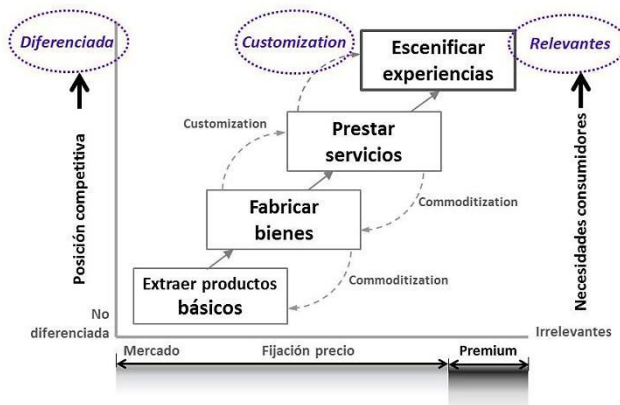 Diferenciada
Customization
Escenificar
experiencias
Relevantes
Posición competitiva
Customization
Prestar
servicios
Necesidades consumidores
Fabricar
bienes
Commoditization
Extraer productos
básicos
Commoditization
No
diferenciada
Irrelevantes
Mercado
Fijación precio
Premium